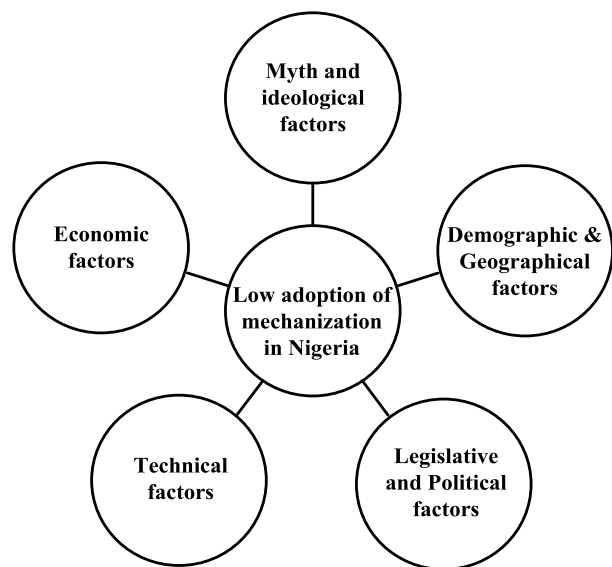 Myth and
ideological
factors
Economic
factors
Demographic &
Geographical
factors
Low adoption of
mechanization
in Nigeria
Technical
factors
Legislative
and Political
factors